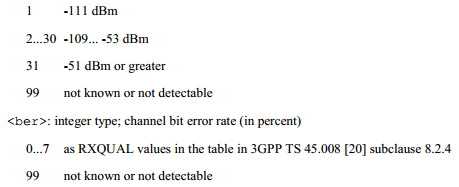 1 -111 dBm
2...30 -109... -53 dBm
31 -51 dBm or greater
99 not known or not detectable
<ber>: integer type; channel bit error rate (in percent)
0...7 as RXQUAL values in the table in 3GPP TS 45.008 [20] subclause 8.2.4
99 not known or not detectable